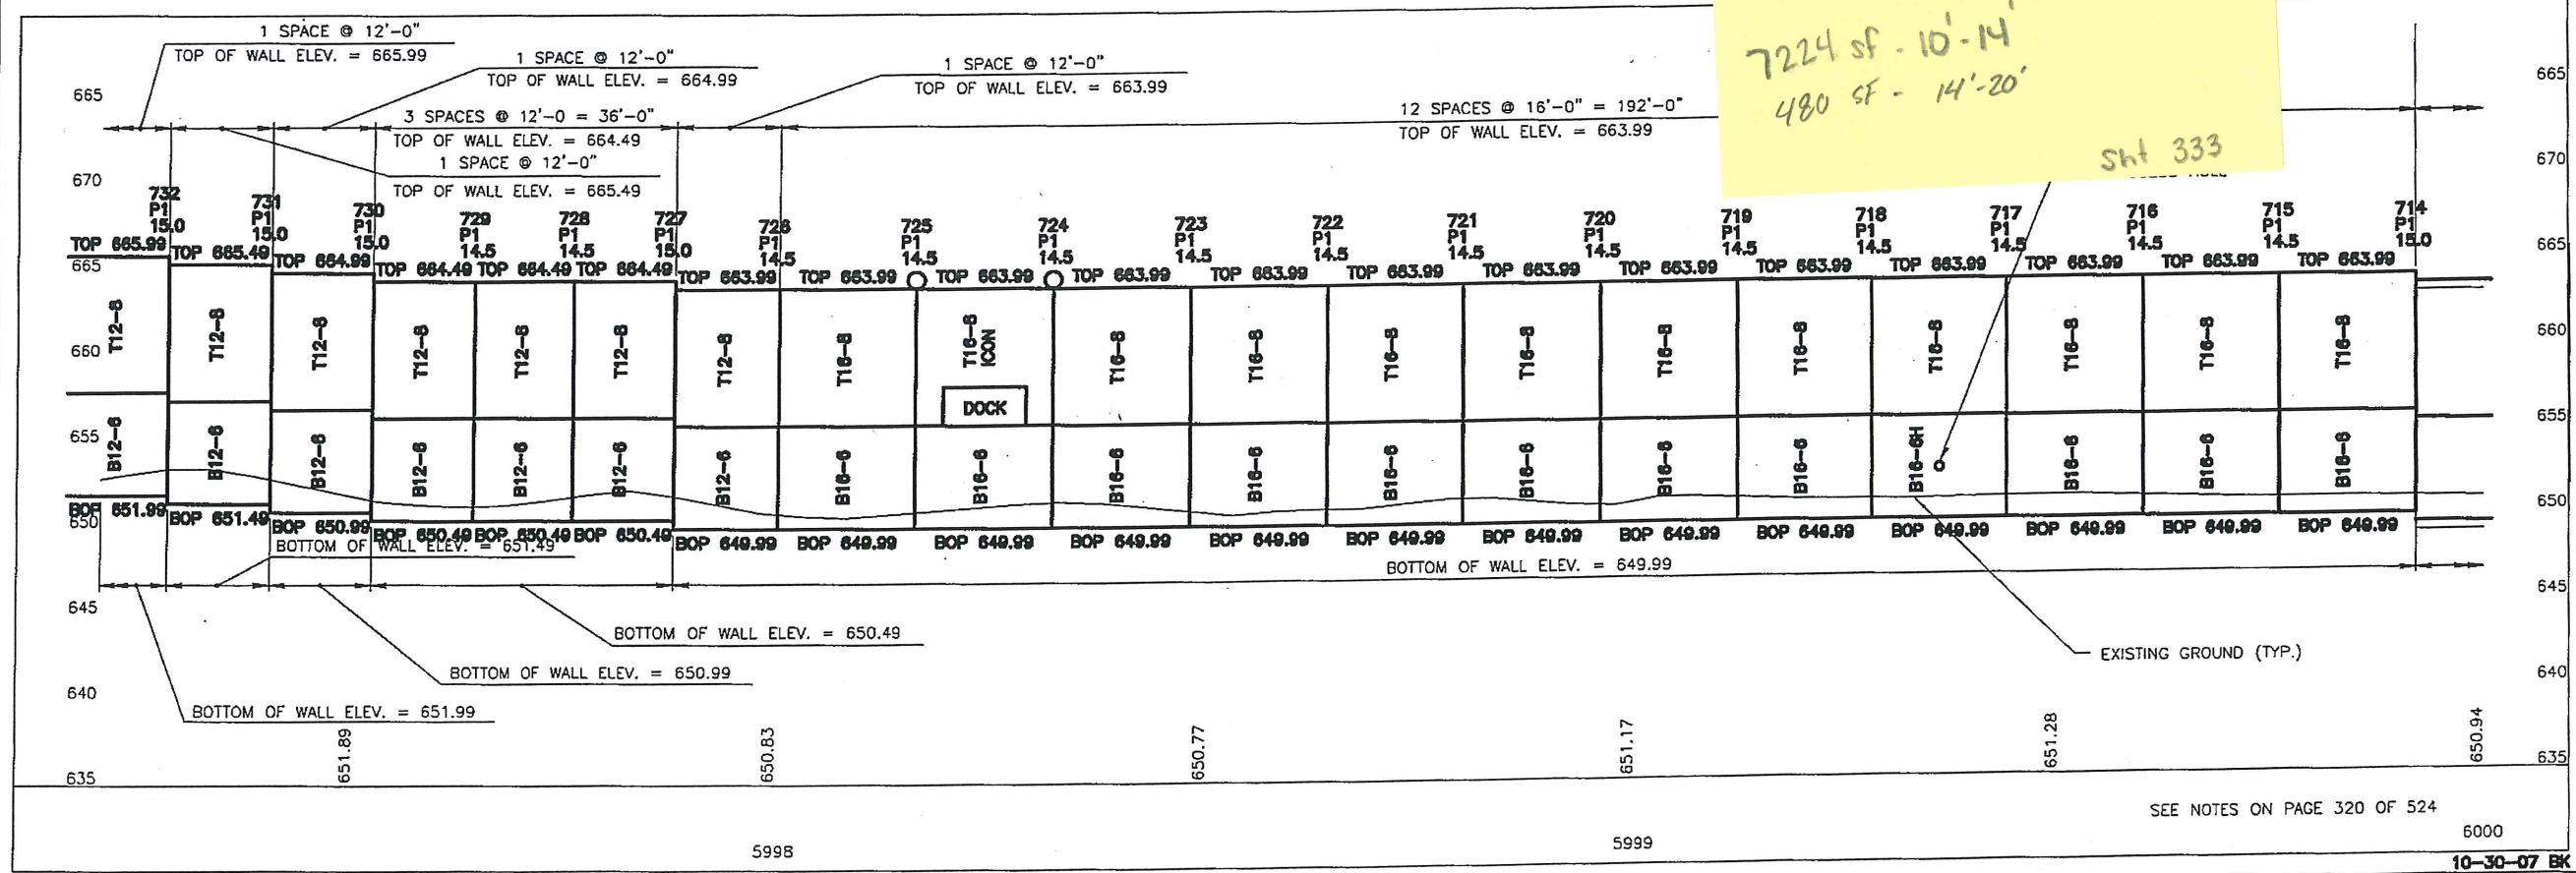 1 SPACE @ 12'-0"
TOP OF WALL ELEV. = 665.99
1 SPACE @ 12'-0"
TOP OF WALL ELEV. = 664.99
1 SPACE @ 12'-0"
TOP OF WALL ELEV. = 663.99
3 SPACES @ 12'-0 = 36'-0"
TOP OF WALL ELEV. = 664.49
1 SPACE @ 12'-0"
TOP OF WALL ELEV. = 665.49
12 SPACES @ 16'-0" = 192'-0"
TOP OF WALL ELEV. = 663.99
7224 sf - 10'-14'
480 SF - 14'-20'
Sht 333
665
670
665
660
655
650
645
640
635
665
670
665
660
655
650
645
640
635
732 P1 15.0
731 P1 15.0
730 P1 15.0
729 P1 14.5
728 P1 14.5
727 P1 15.0
726 P1 14.5
725 P1 14.5
724 P1 14.5
723 P1 14.5
722 P1 14.5
721 P1 14.5
720 P1 14.5
719 P1 14.5
718 P1 14.5
717 P1 14.5
716 P1 14.5
715 P1 14.5
714 P1 15.0
TOP 665.99 TOP 665.49 TOP 664.99 TOP 664.49 TOP 664.49 TOP 664.49 TOP 663.99 TOP 663.99 TOP 663.99 TOP 663.99 TOP 663.99 TOP 663.99 TOP 663.99 TOP 663.99 TOP 663.99 TOP 663.99 TOP 663.99 TOP 663.99 TOP 663.99
T12-8 T12-8 T12-8 T12-8 T12-8 T12-8 T12-8 T16-8 T16-8 ICON T16-8 T16-8 T16-8 T16-8 T16-8 T16-8 T16-8 T16-8 T16-8 T16-8
DOCK
B12-6 B12-6 B12-6 B12-6 B12-6 B12-6 B12-6 B16-6 B16-6 B16-6 B16-6 B16-6 B16-6 B16-6 B16-6 B16-6H B16-6 B16-6 B16-6
BOP 651.99 BOP 651.49 BOP 650.99 BOP 650.49 BOP 650.49 BOP 650.49 BOP 649.99 BOP 649.99 BOP 649.99 BOP 649.99 BOP 649.99 BOP 649.99 BOP 649.99 BOP 649.99 BOP 649.99 BOP 649.99 BOP 649.99 BOP 649.99 BOP 649.99
BOTTOM OF WALL ELEV. = 651.49
BOTTOM OF WALL ELEV. = 649.99
BOTTOM OF WALL ELEV. = 650.49
BOTTOM OF WALL ELEV. = 650.99
BOTTOM OF WALL ELEV. = 651.99
EXISTING GROUND (TYP.)
651.89
650.83
650.77
651.17
651.28
650.94
SEE NOTES ON PAGE 320 OF 524
5998
5999
6000
10-30-07 BK